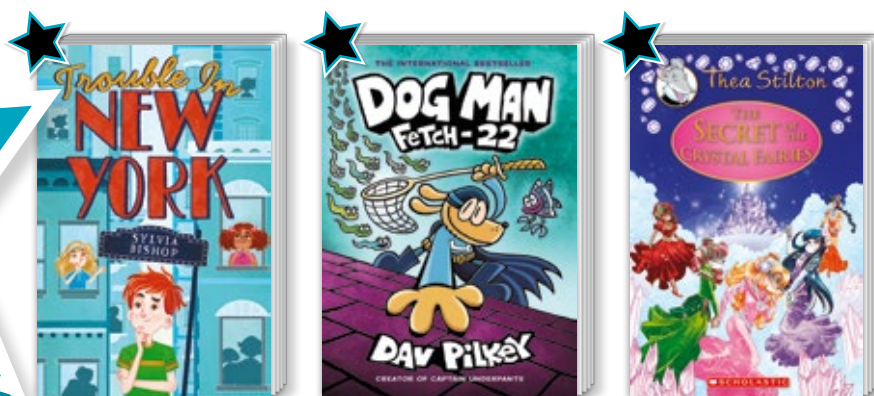 Trouble In
NEW
YORK
SYLVIA
BISHOP
THE INTERNATIONAL BESTSELLER
DOG MAN
FETCH-22
DAV PILKEY
CREATOR OF CAPTAIN UNDERPANTS
Thea Stilton
THE
SECRET OF THE
CRYSTAL FAIRIES
SCHOLASTIC